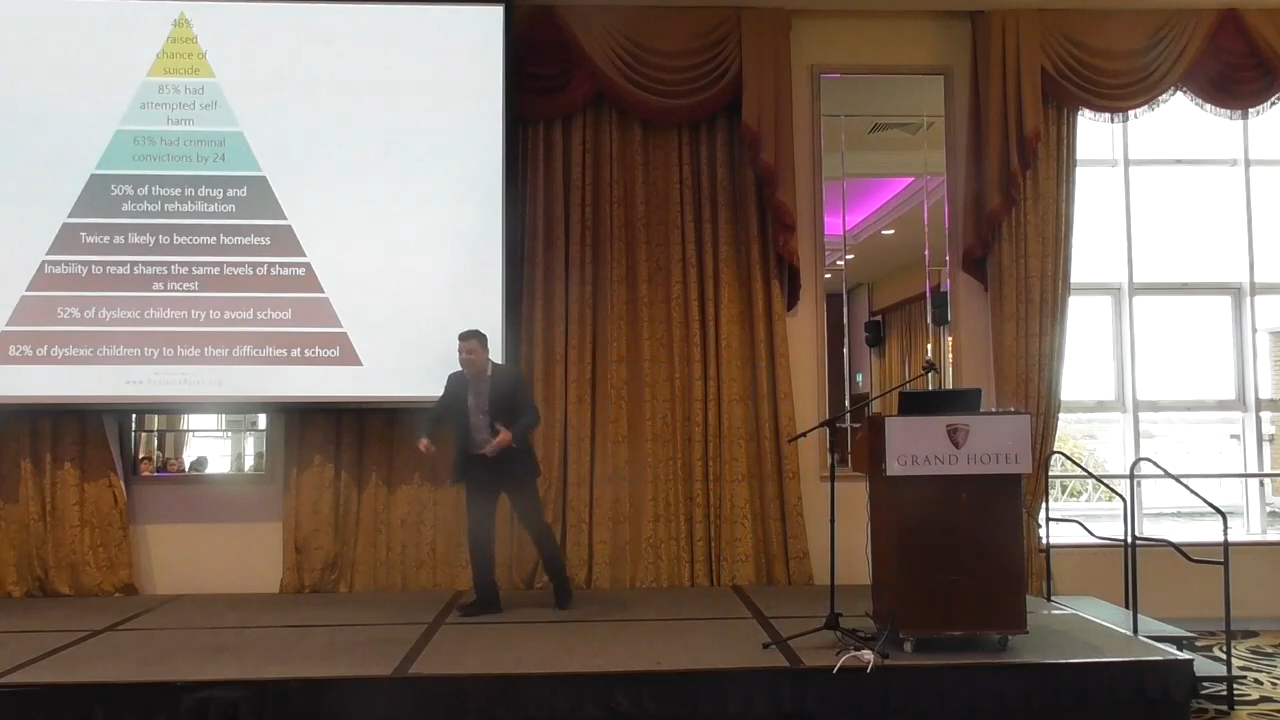 46%
raised
chance of
suicide
85% had
attempted self-
harm
63% had criminal
convictions by 24
50% of those in drug and
alcohol rehabilitation
Twice as likely to become homeless
Inability to read shares the same levels of shame
as incest
52% of dyslexic children try to avoid school
82% of dyslexic children try to hide their difficulties at school
GRAND HOTEL